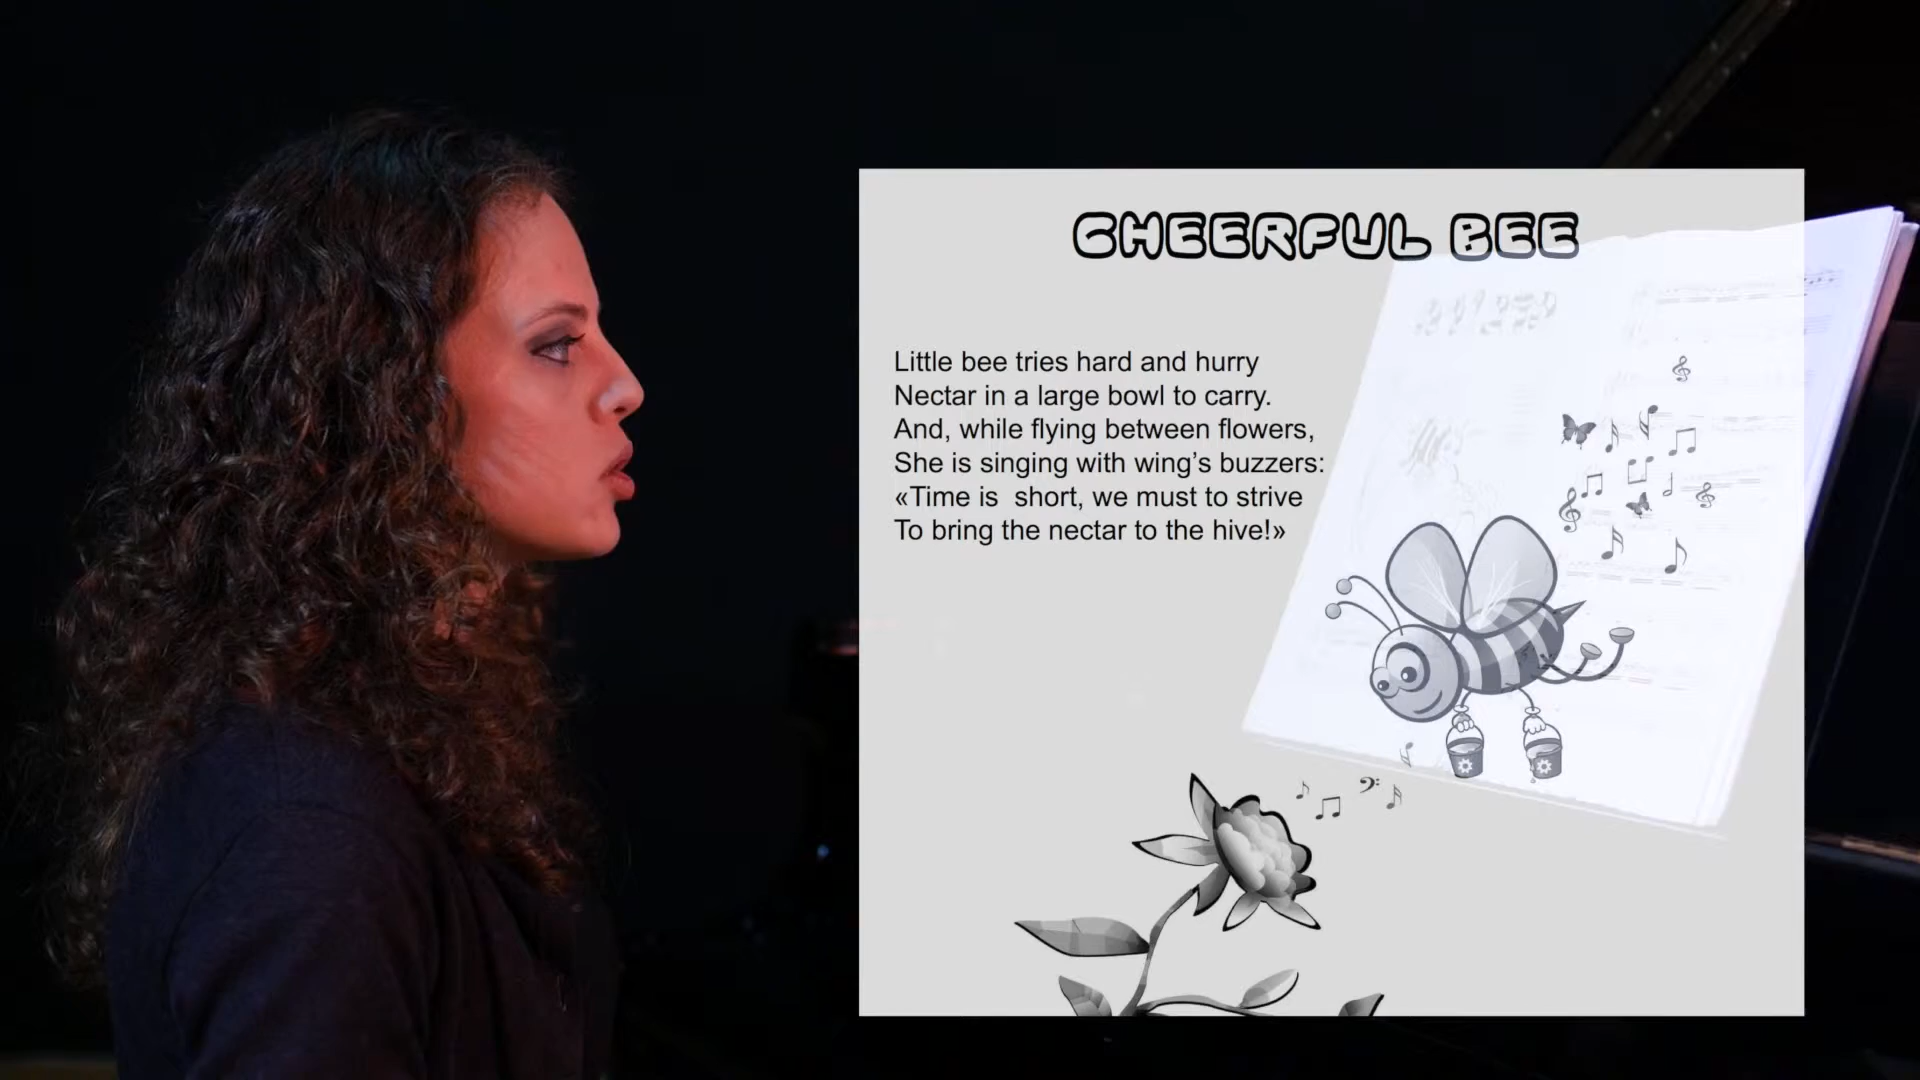 CHEERFUL BEE
Little bee tries hard and hurry
Nectar in a large bowl to carry.
And, while flying between flowers,
She is singing with wing’s buzzers:
«Time is  short, we must to strive
To bring the nectar to the hive!»